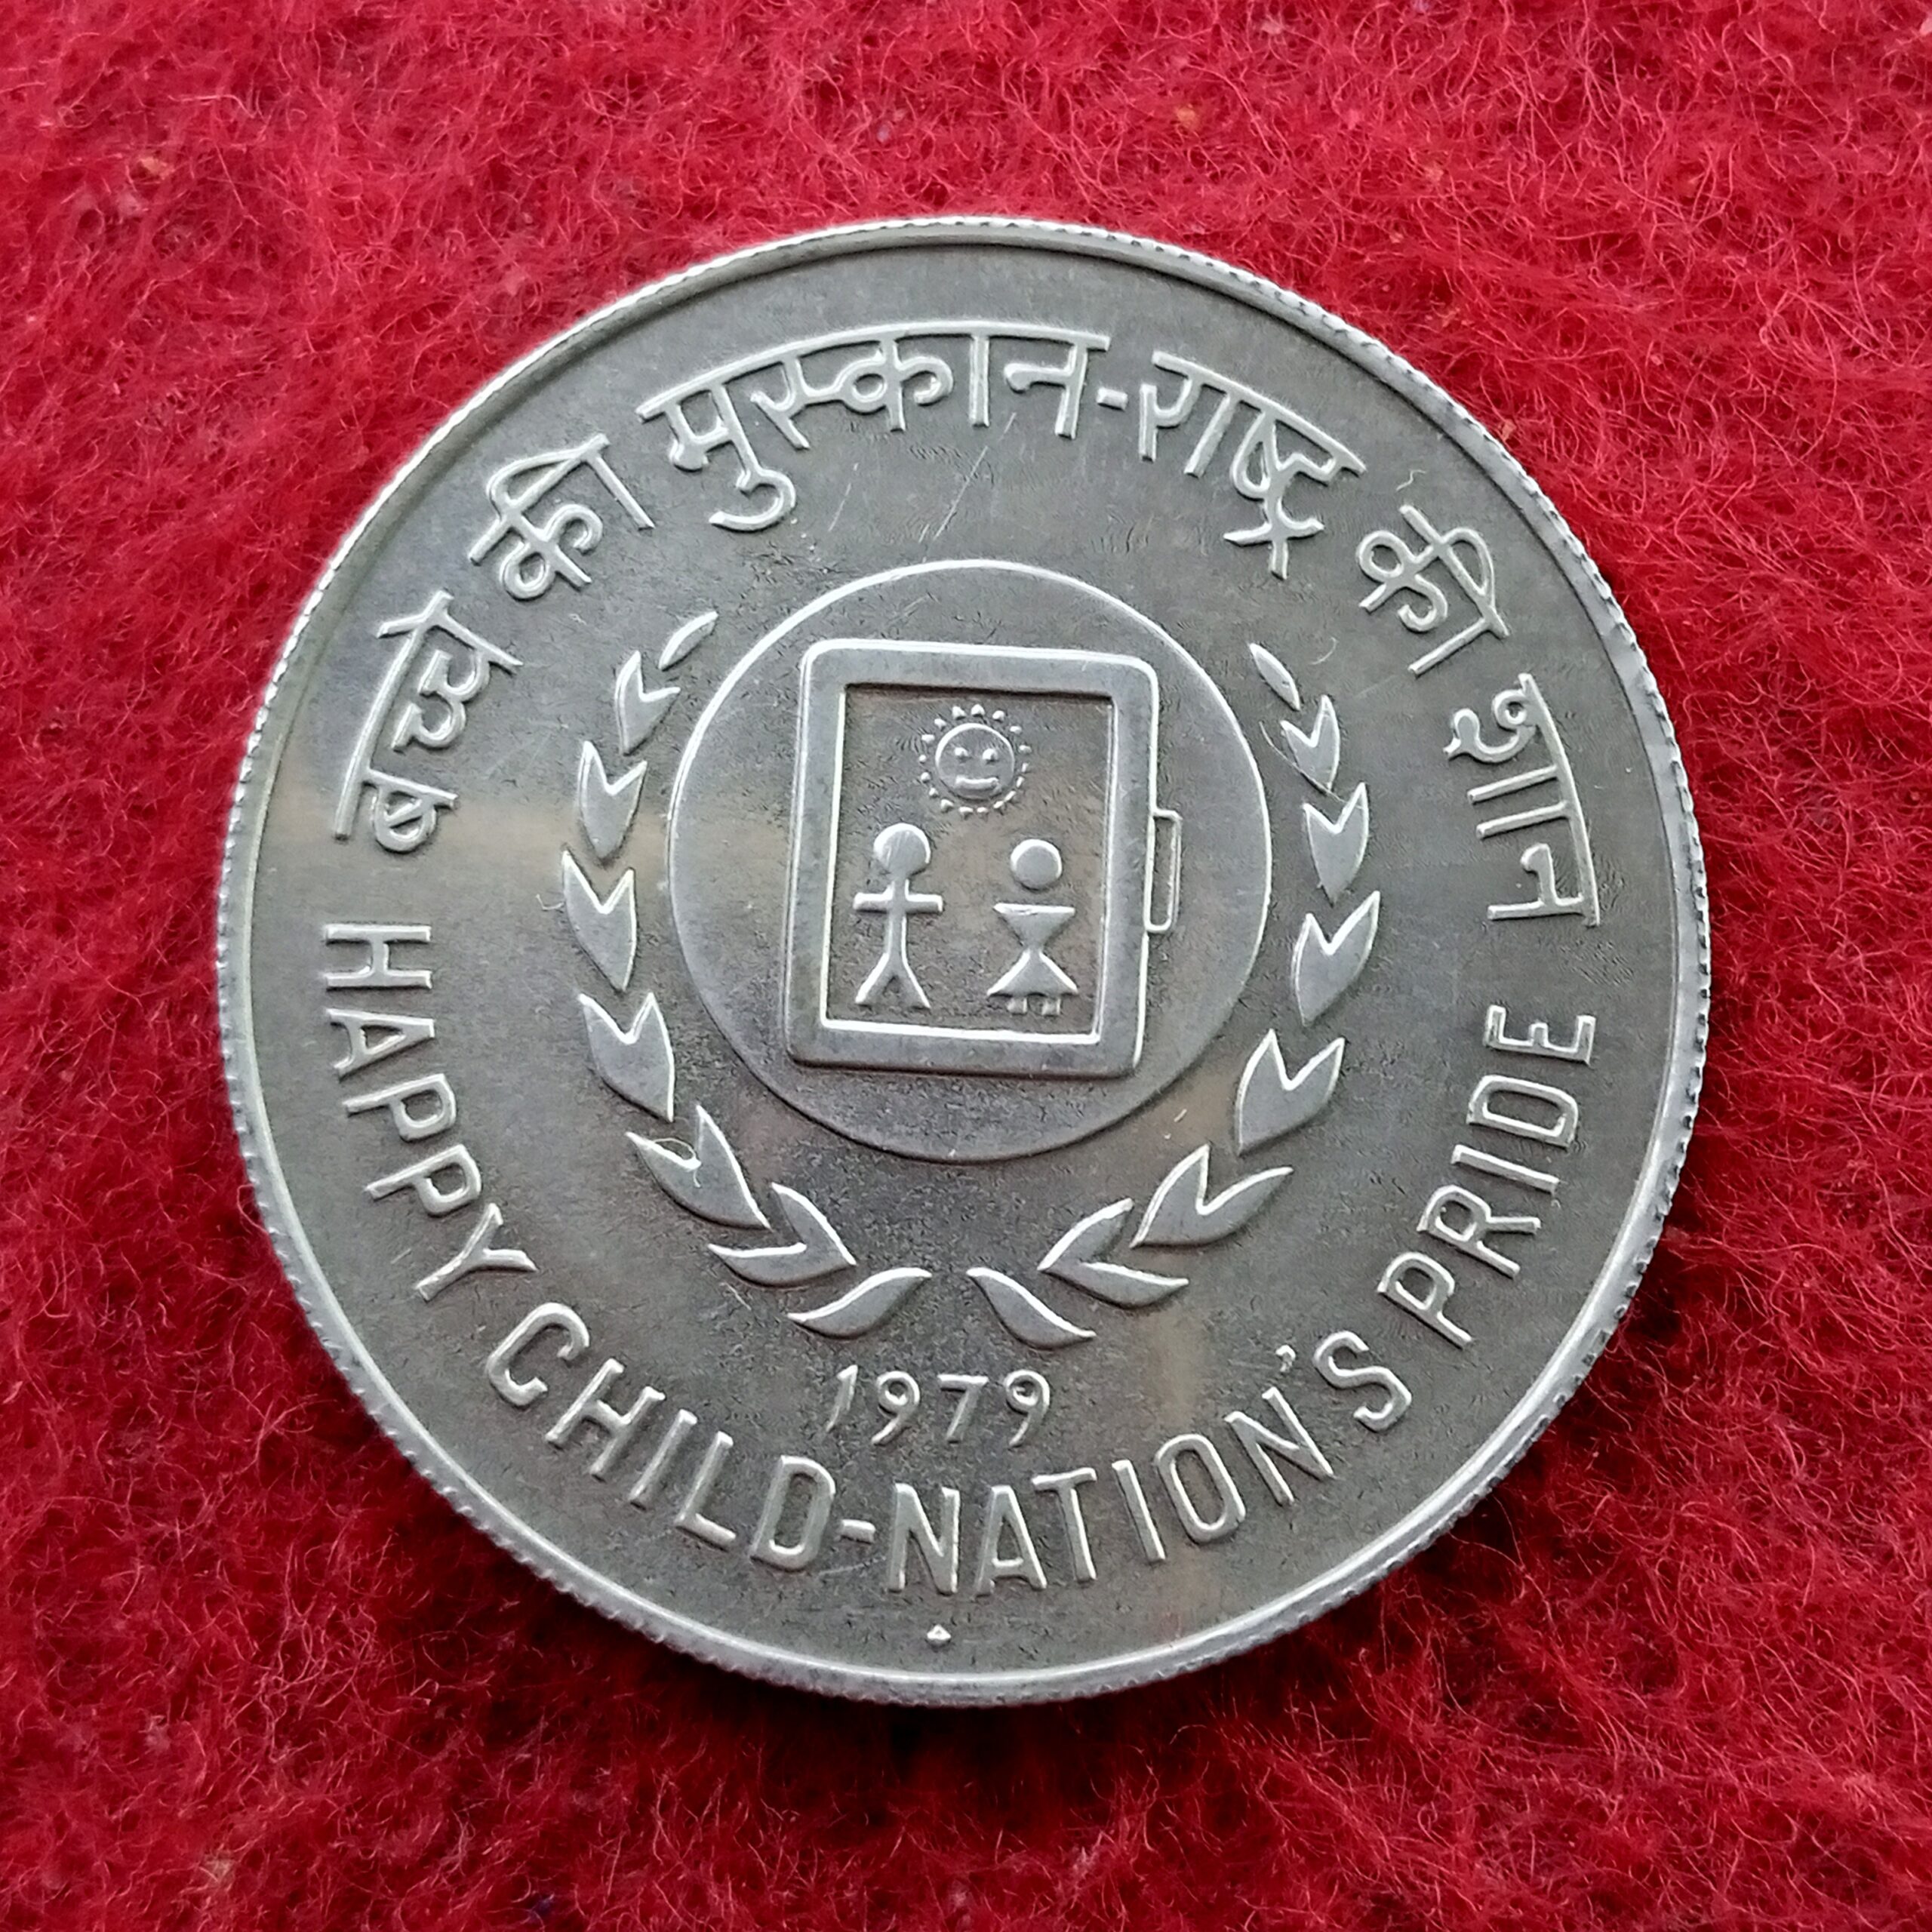 बच्चे की मुस्कान-राष्ट्र की शान
HAPPY CHILD-NATION'S PRIDE
1979